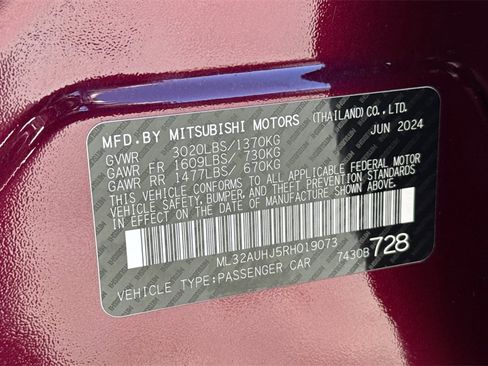 MFD.BY MITSUBISHI MOTORS (THAILAND) CO., LTD.
JUN 2024
GVWR 3020LBS/1370KG
GAWR FR 1609LBS/ 730KG
GAWR RR 1477LBS/ 670KG
THIS VEHICLE CONFORMS TO ALL APPLICABLE FEDERAL MOTOR
VEHICLE SAFETY, BUMPER, AND THEFT PREVENTION STANDARDS
IN EFFECT ON THE DATE OF MANUFACTURE SHOWN ABOVE.
ML32AUHJ5RH019073
VEHICLE TYPE:PASSENGER CAR 7430B 728